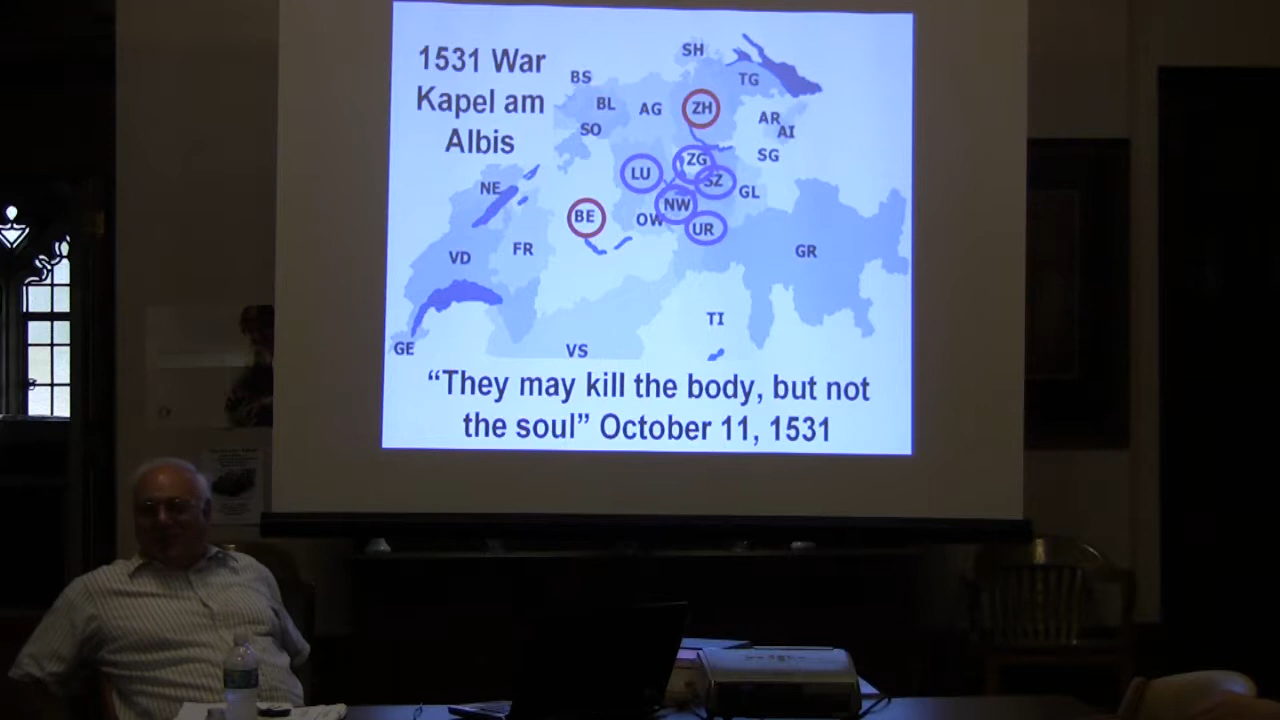 1531 War
Kapel am
Albis
SH
BS
TG
BL
AG
ZH
AR
SO
AI
ZG
SG
LU
SZ
NE
GL
NW
BE
OW
UR
FR
GR
VD
TI
GE
VS
“They may kill the body, but not
the soul” October 11, 1531